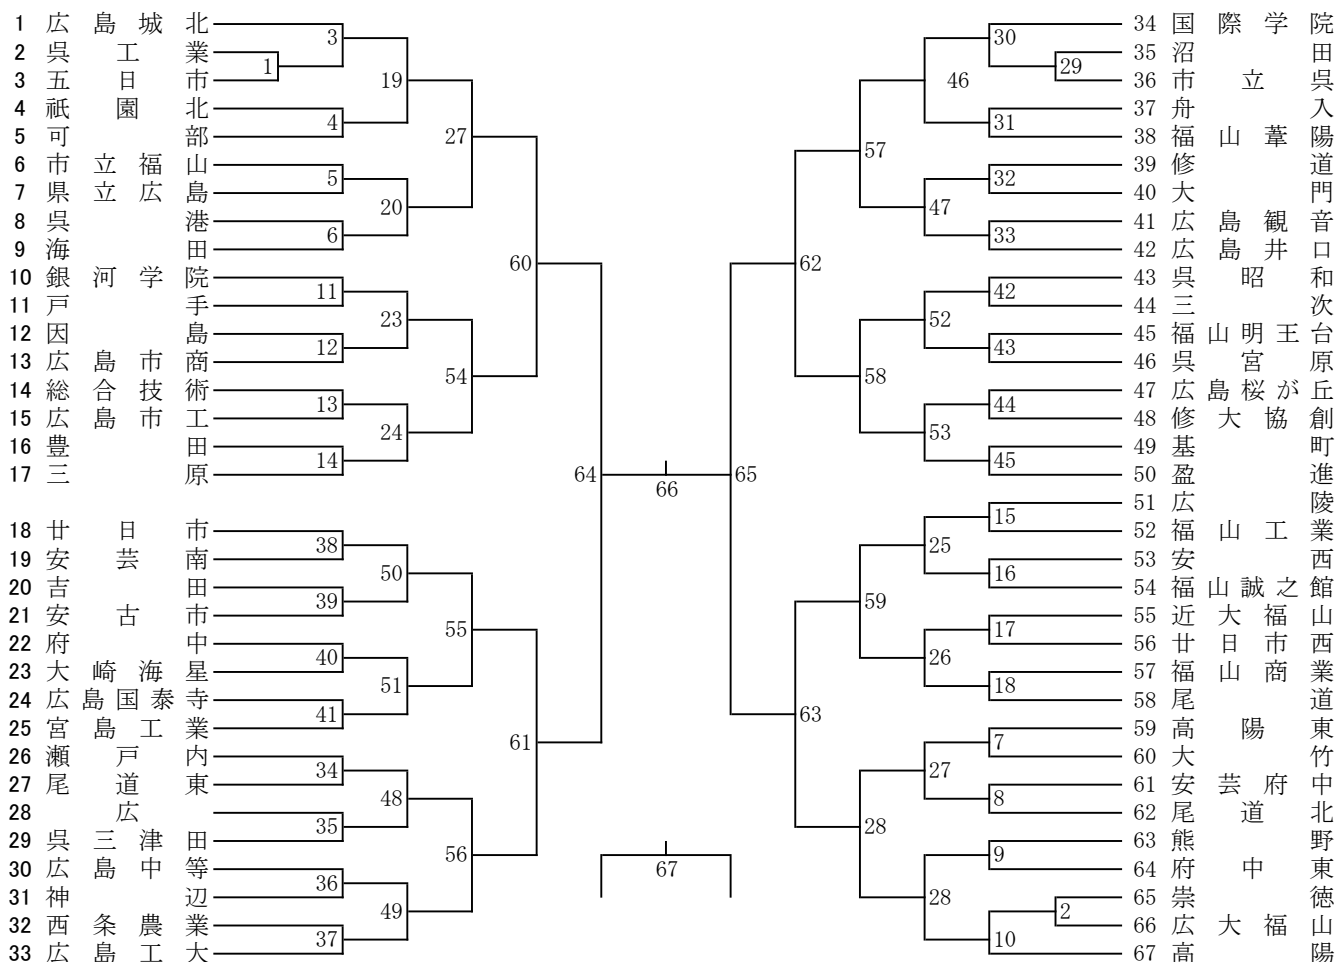 1 広島城北
2 呉工業
3 五日市
4 祇園北
5 可部
6 市立福山
7 県立広島
8 呉港
9 海田
10 銀河学院
11 戸手
12 因島
13 広島市商
14 総合技術
15 広島市工
16 豊田
17 三原
18 廿日市
19 安芸南
20 吉田
21 安古市
22 府中
23 大崎海星
24 広島国泰寺
25 宮島工業
26 瀬戸内
27 尾道東
28 広
29 呉三津田
30 広島中等
31 神辺
32 西条農業
33 広島工大
3
1
19
4
27
5
20
6
60
11
23
12
54
13
24
14
64
38
50
39
55
40
51
41
61
34
48
35
56
36
49
37
66
67
30
29
46
31
57
32
47
33
62
42
52
43
58
44
53
45
65
15
25
16
59
17
26
18
63
7
27
8
28
9
28
2
10
34 国際学院
35 沼田
36 市立呉
37 舟入
38 福山葦陽
39 修道
40 大門
41 広島観音
42 広島井口
43 呉昭和
44 三次
45 福山明王台
46 呉宮原
47 広島桜が丘
48 修大協創
49 基町
50 盈進
51 広陵
52 福山工業
53 安西
54 福山誠之館
55 近大福山
56 廿日市西
57 福山商業
58 尾道
59 高陽東
60 大竹
61 安芸府中
62 尾道北
63 熊野
64 府中東
65 崇徳
66 広大福山
67 高陽